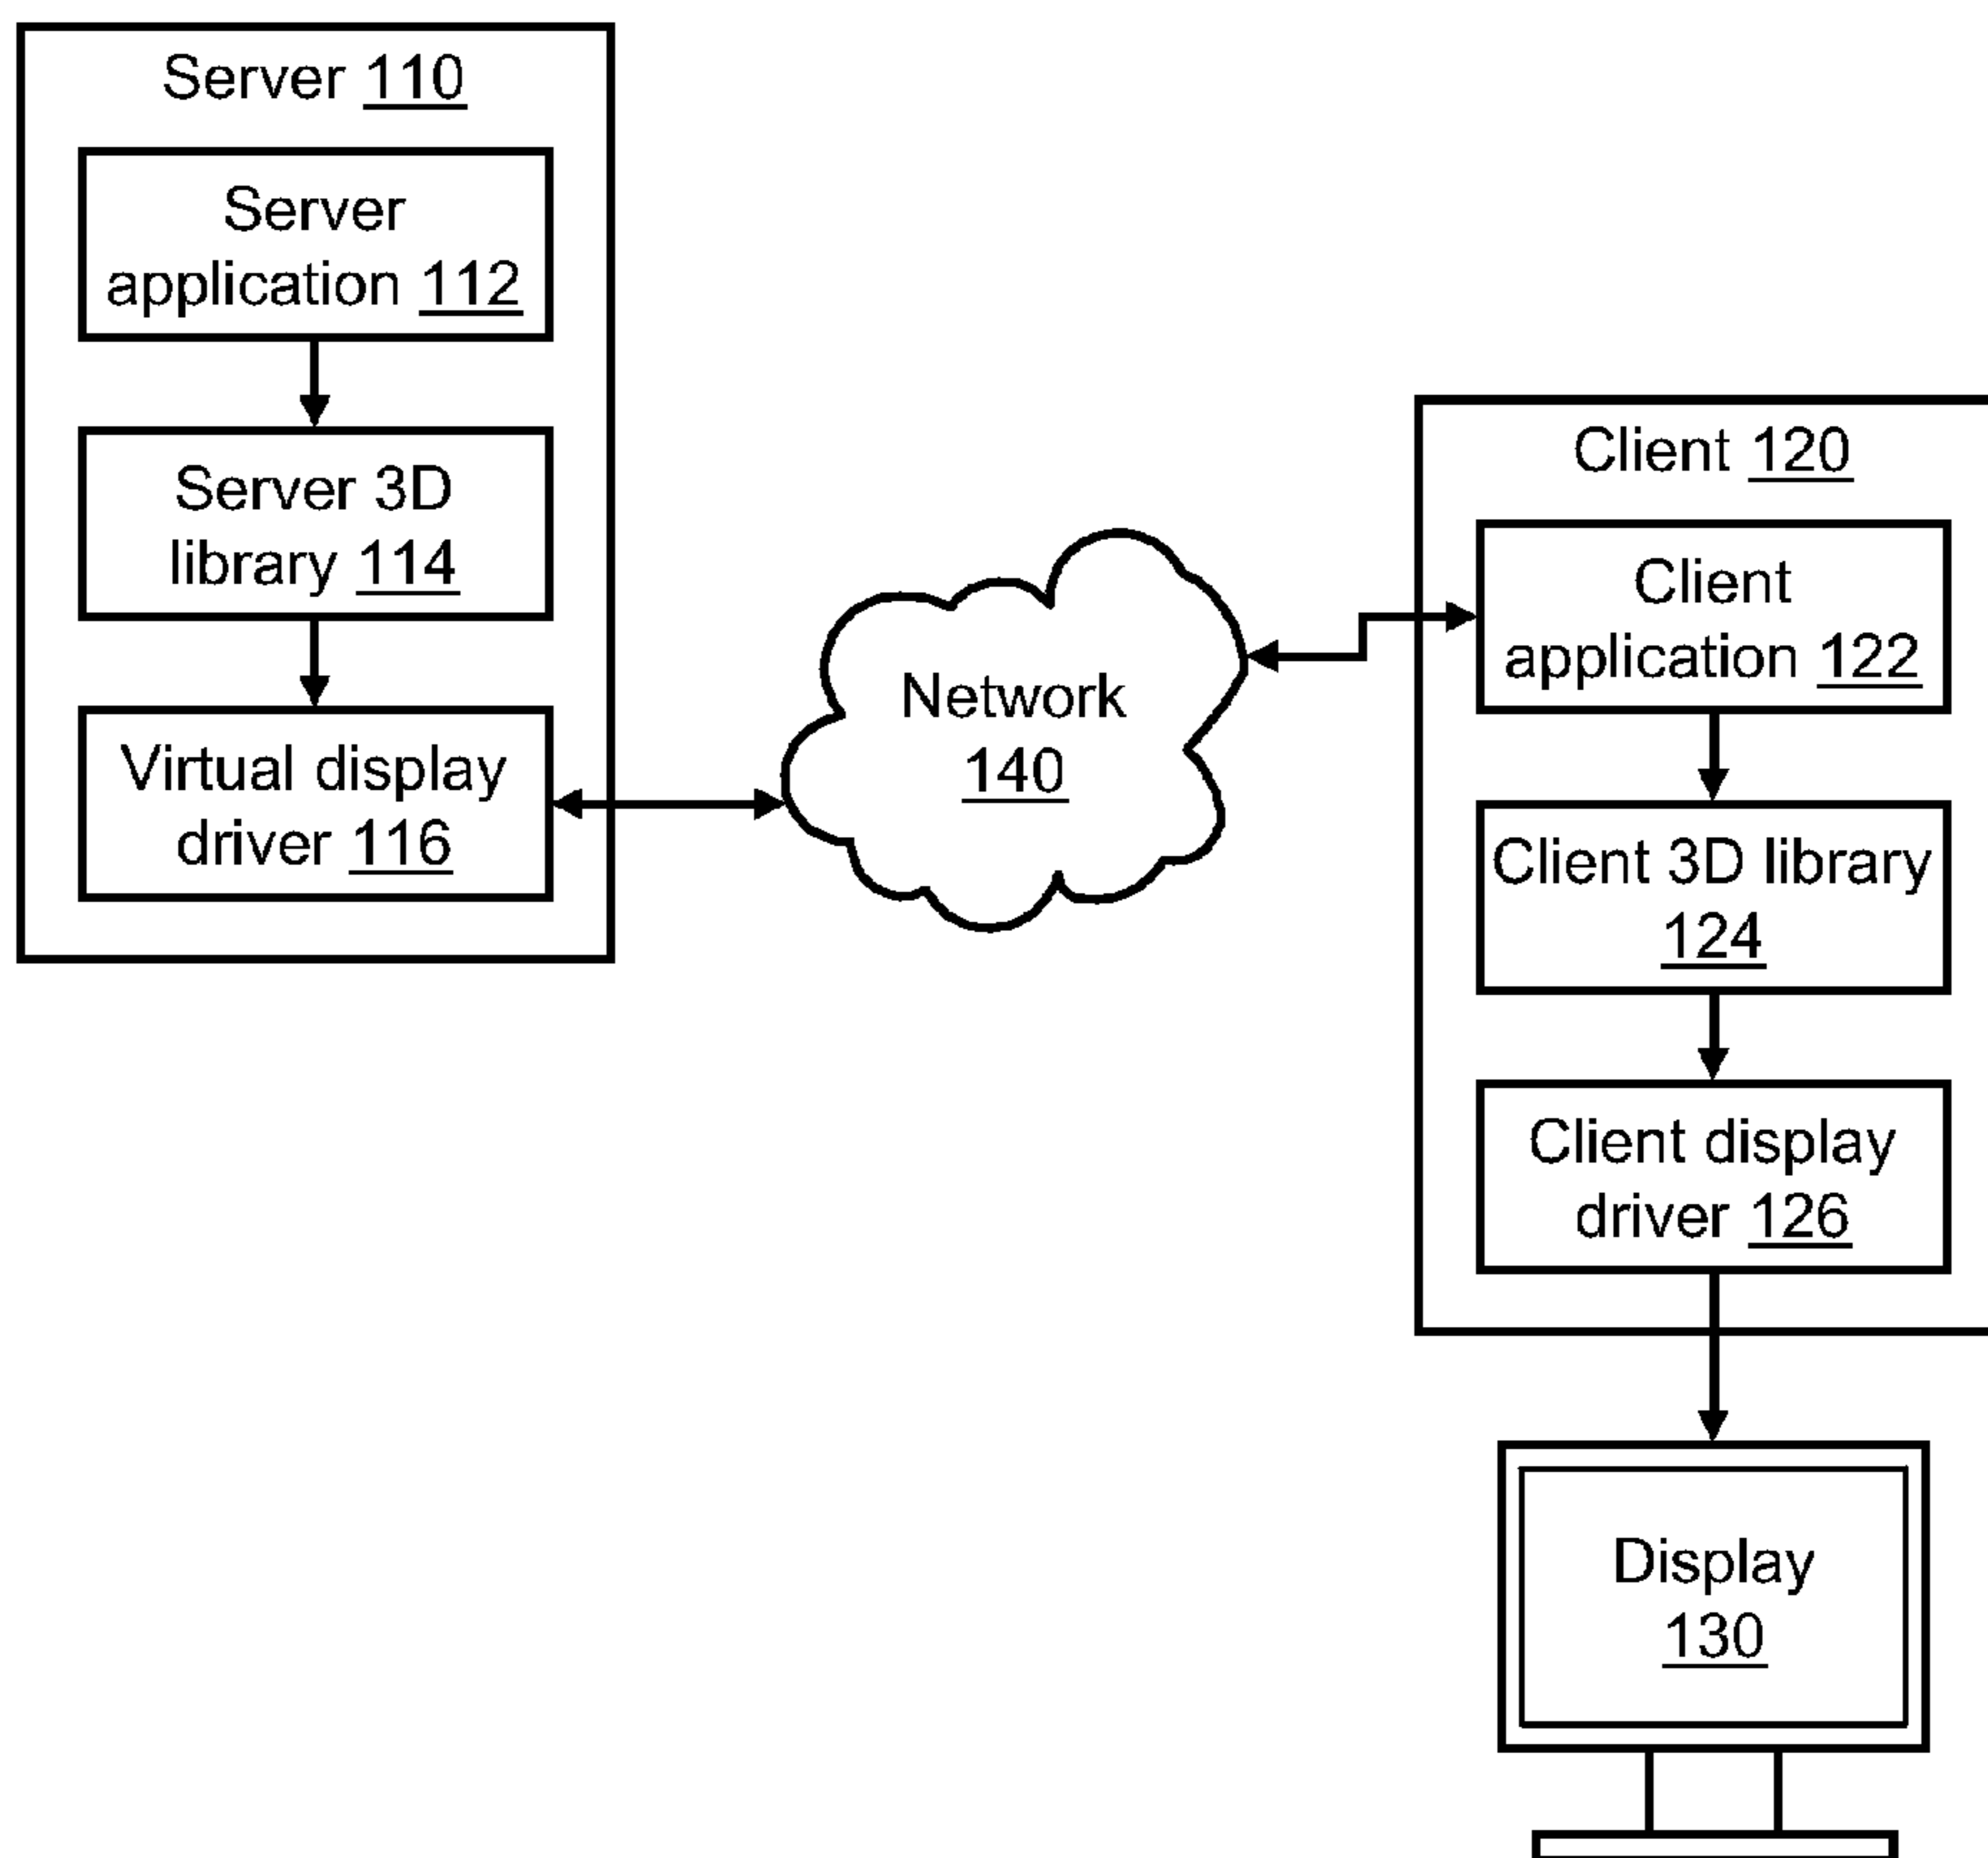 Server 110
Server
application 112
Server 3D
library 114
Virtual display
driver 116
Network
140
Client 120
Client
application 122
Client 3D library
124
Client display
driver 126
Display
130